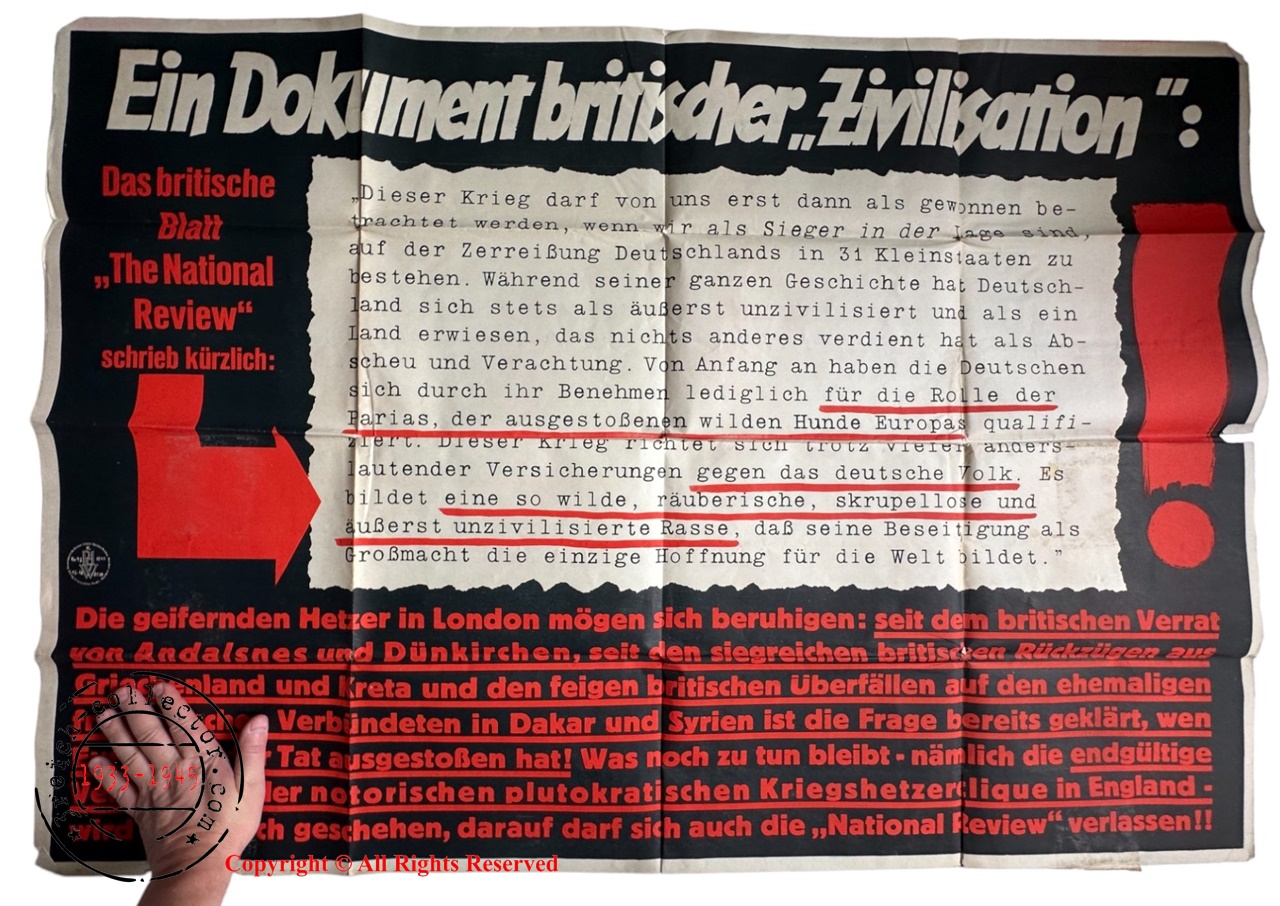 Ein Dokument britischer „Zivilisation“:
Das britische
Blatt
„The National
Review“
schrieb kürzlich:
„Dieser Krieg darf von uns erst dann als gewonnen be-
trachtet werden, wenn wir als Sieger in der Lage sind,
auf der Zerreißung Deutschlands in 31 Kleinstaaten zu
bestehen. Während seiner ganzen Geschichte hat Deutsch-
land sich stets als äußerst unzivilisiert und als ein
Land erwiesen, das nichts anderes verdient hat als Ab-
scheu und Verachtung. Von Anfang an haben die Deutschen
sich durch ihr Benehmen lediglich für die Rolle der
Parias, der ausgestoßenen wilden Hunde Europas qualifi-
ziert. Dieser Krieg richtet sich trotz vieler anders-
lautender Versicherungen gegen das deutsche Volk. Es
bildet eine so wilde, räuberische, skrupellose und
äußerst unzivilisierte Rasse, daß seine Beseitigung als
Großmacht die einzige Hoffnung für die Welt bildet.”
Die geifernden Hetzer in London mögen sich beruhigen: seit dem britischen Verrat
von Andalsnes und Dünkirchen, seit den siegreichen britischen Rückzügen aus
Griechenland und Kreta und den feigen britischen Überfällen auf den ehemaligen
Verbündeten in Dakar und Syrien ist die Frage bereits geklärt, wen
Tat ausgestoßen hat! Was noch zu tun bleibt - nämlich die endgültige
der notorischen plutokratischen Kriegshetzerclique in England -
wird geschehen, darauf darf sich auch die „National Review“ verlassen!!
1933-1949
Copyright © All Rights Reserved